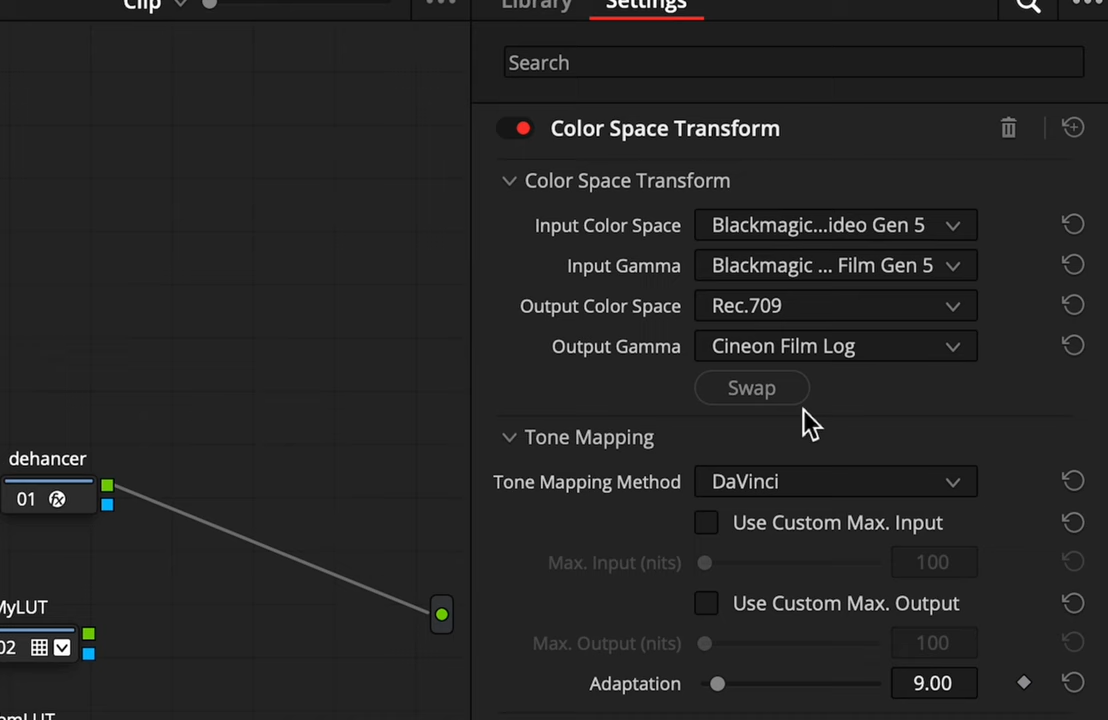 Clip
Library Settings
Search
Color Space Transform
Color Space Transform
Input Color Space Blackmagic...ideo Gen 5
Input Gamma Blackmagic ... Film Gen 5
Output Color Space Rec.709
Output Gamma Cineon Film Log
Swap
Tone Mapping
dehancer
Tone Mapping Method DaVinci
01
Use Custom Max. Input
Max. Input (nits) 100
Use Custom Max. Output
MyLUT
02
Max. Output (nits) 100
Adaptation 9.00